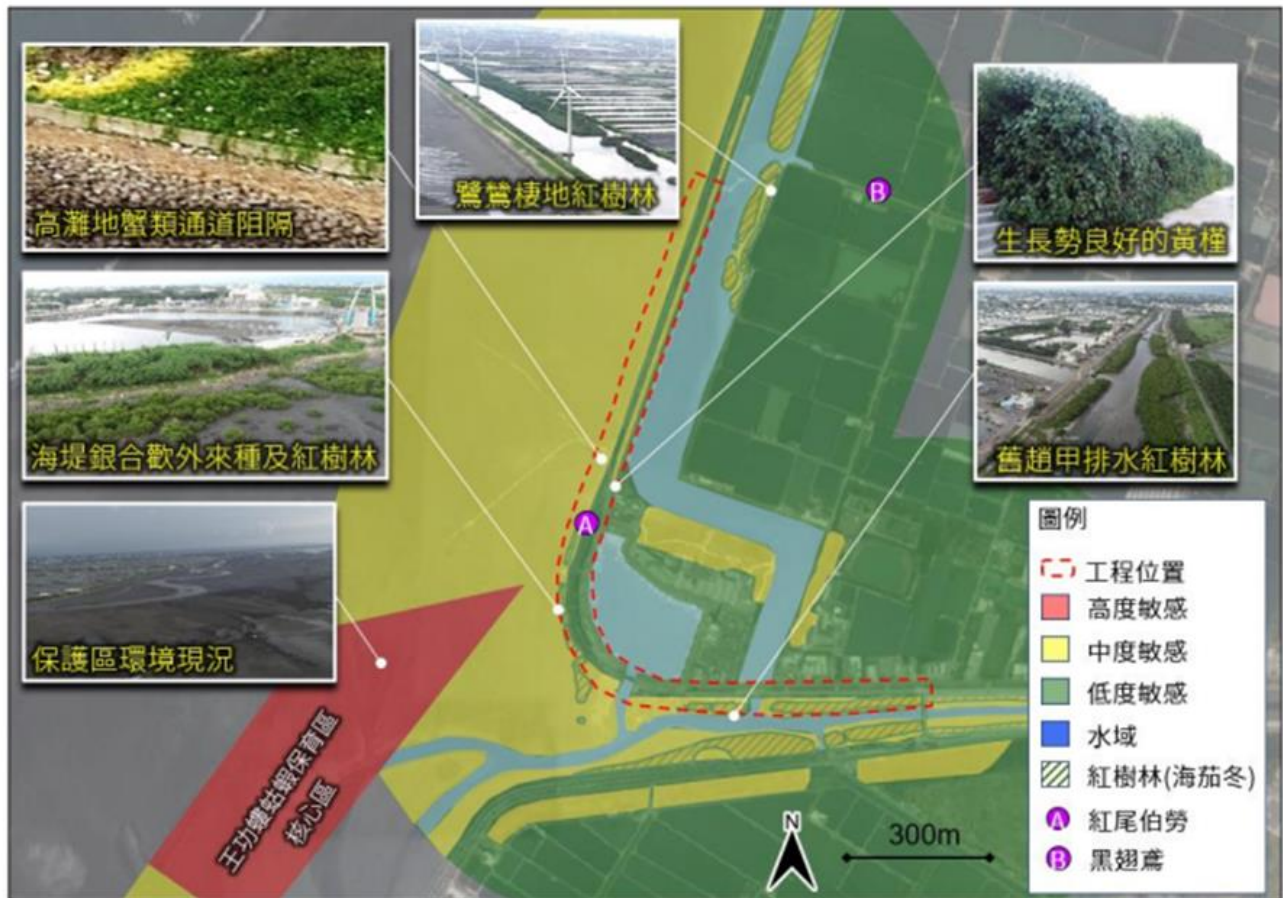 高灘地蟹類通道阻隔
鷺鷥棲地紅樹林
生長勢良好的黃槿
海堤銀合歡外來種及紅樹林
舊趙甲排水紅樹林
保護區環境現況
王功螻蛄蝦保育區
核心區
A
B
N
300m
圖例
工程位置
高度敏感
中度敏感
低度敏感
水域
紅樹林(海茄冬)
A 紅尾伯勞
B 黑翅鳶